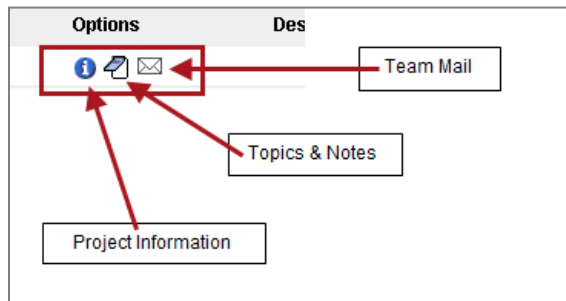 Options Des
Team Mail
Topics & Notes
Project Information